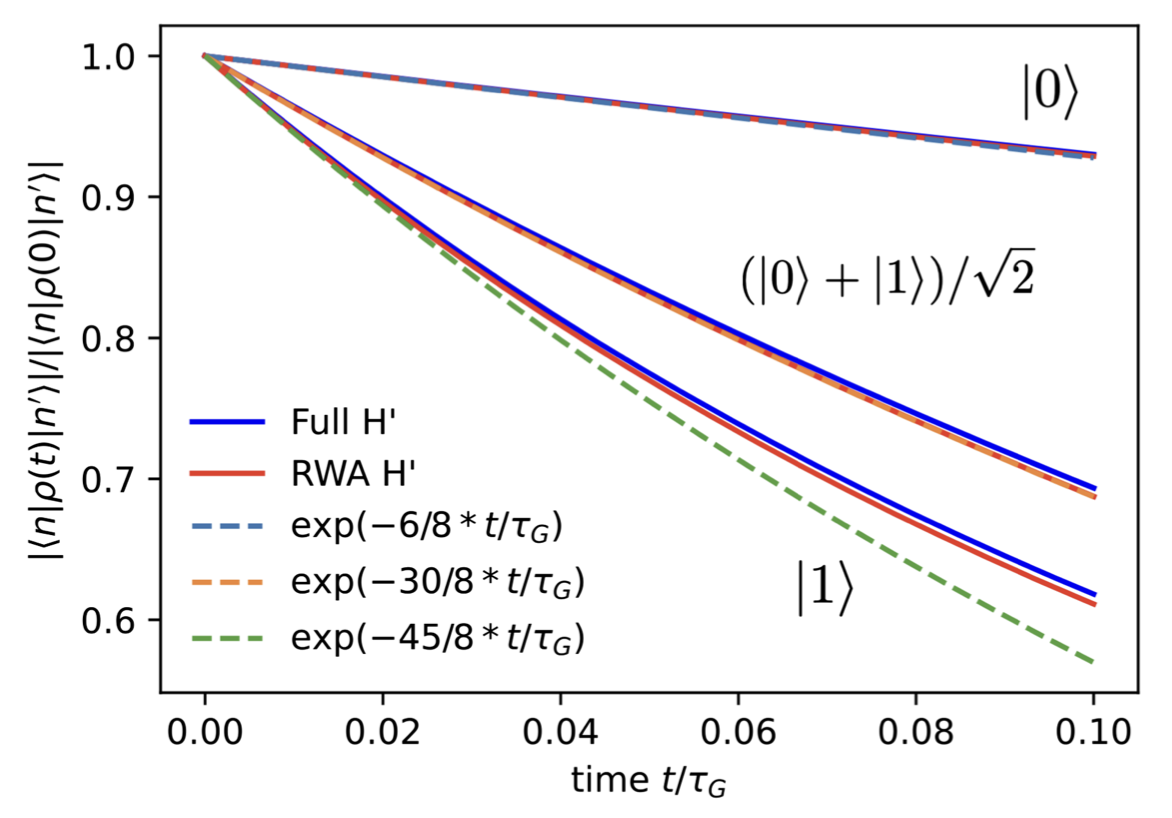 1.0
0.9
0.8
0.7
0.6
|⟨n|ρ(t)|n′⟩|/|⟨n|ρ(0)|n′⟩|
|0⟩
(|0⟩ + |1⟩)/√2
|1⟩
Full H'
RWA H'
exp(−6/8 * t/τ_G)
exp(−30/8 * t/τ_G)
exp(−45/8 * t/τ_G)
0.00 0.02 0.04 0.06 0.08 0.10
time t/τ_G